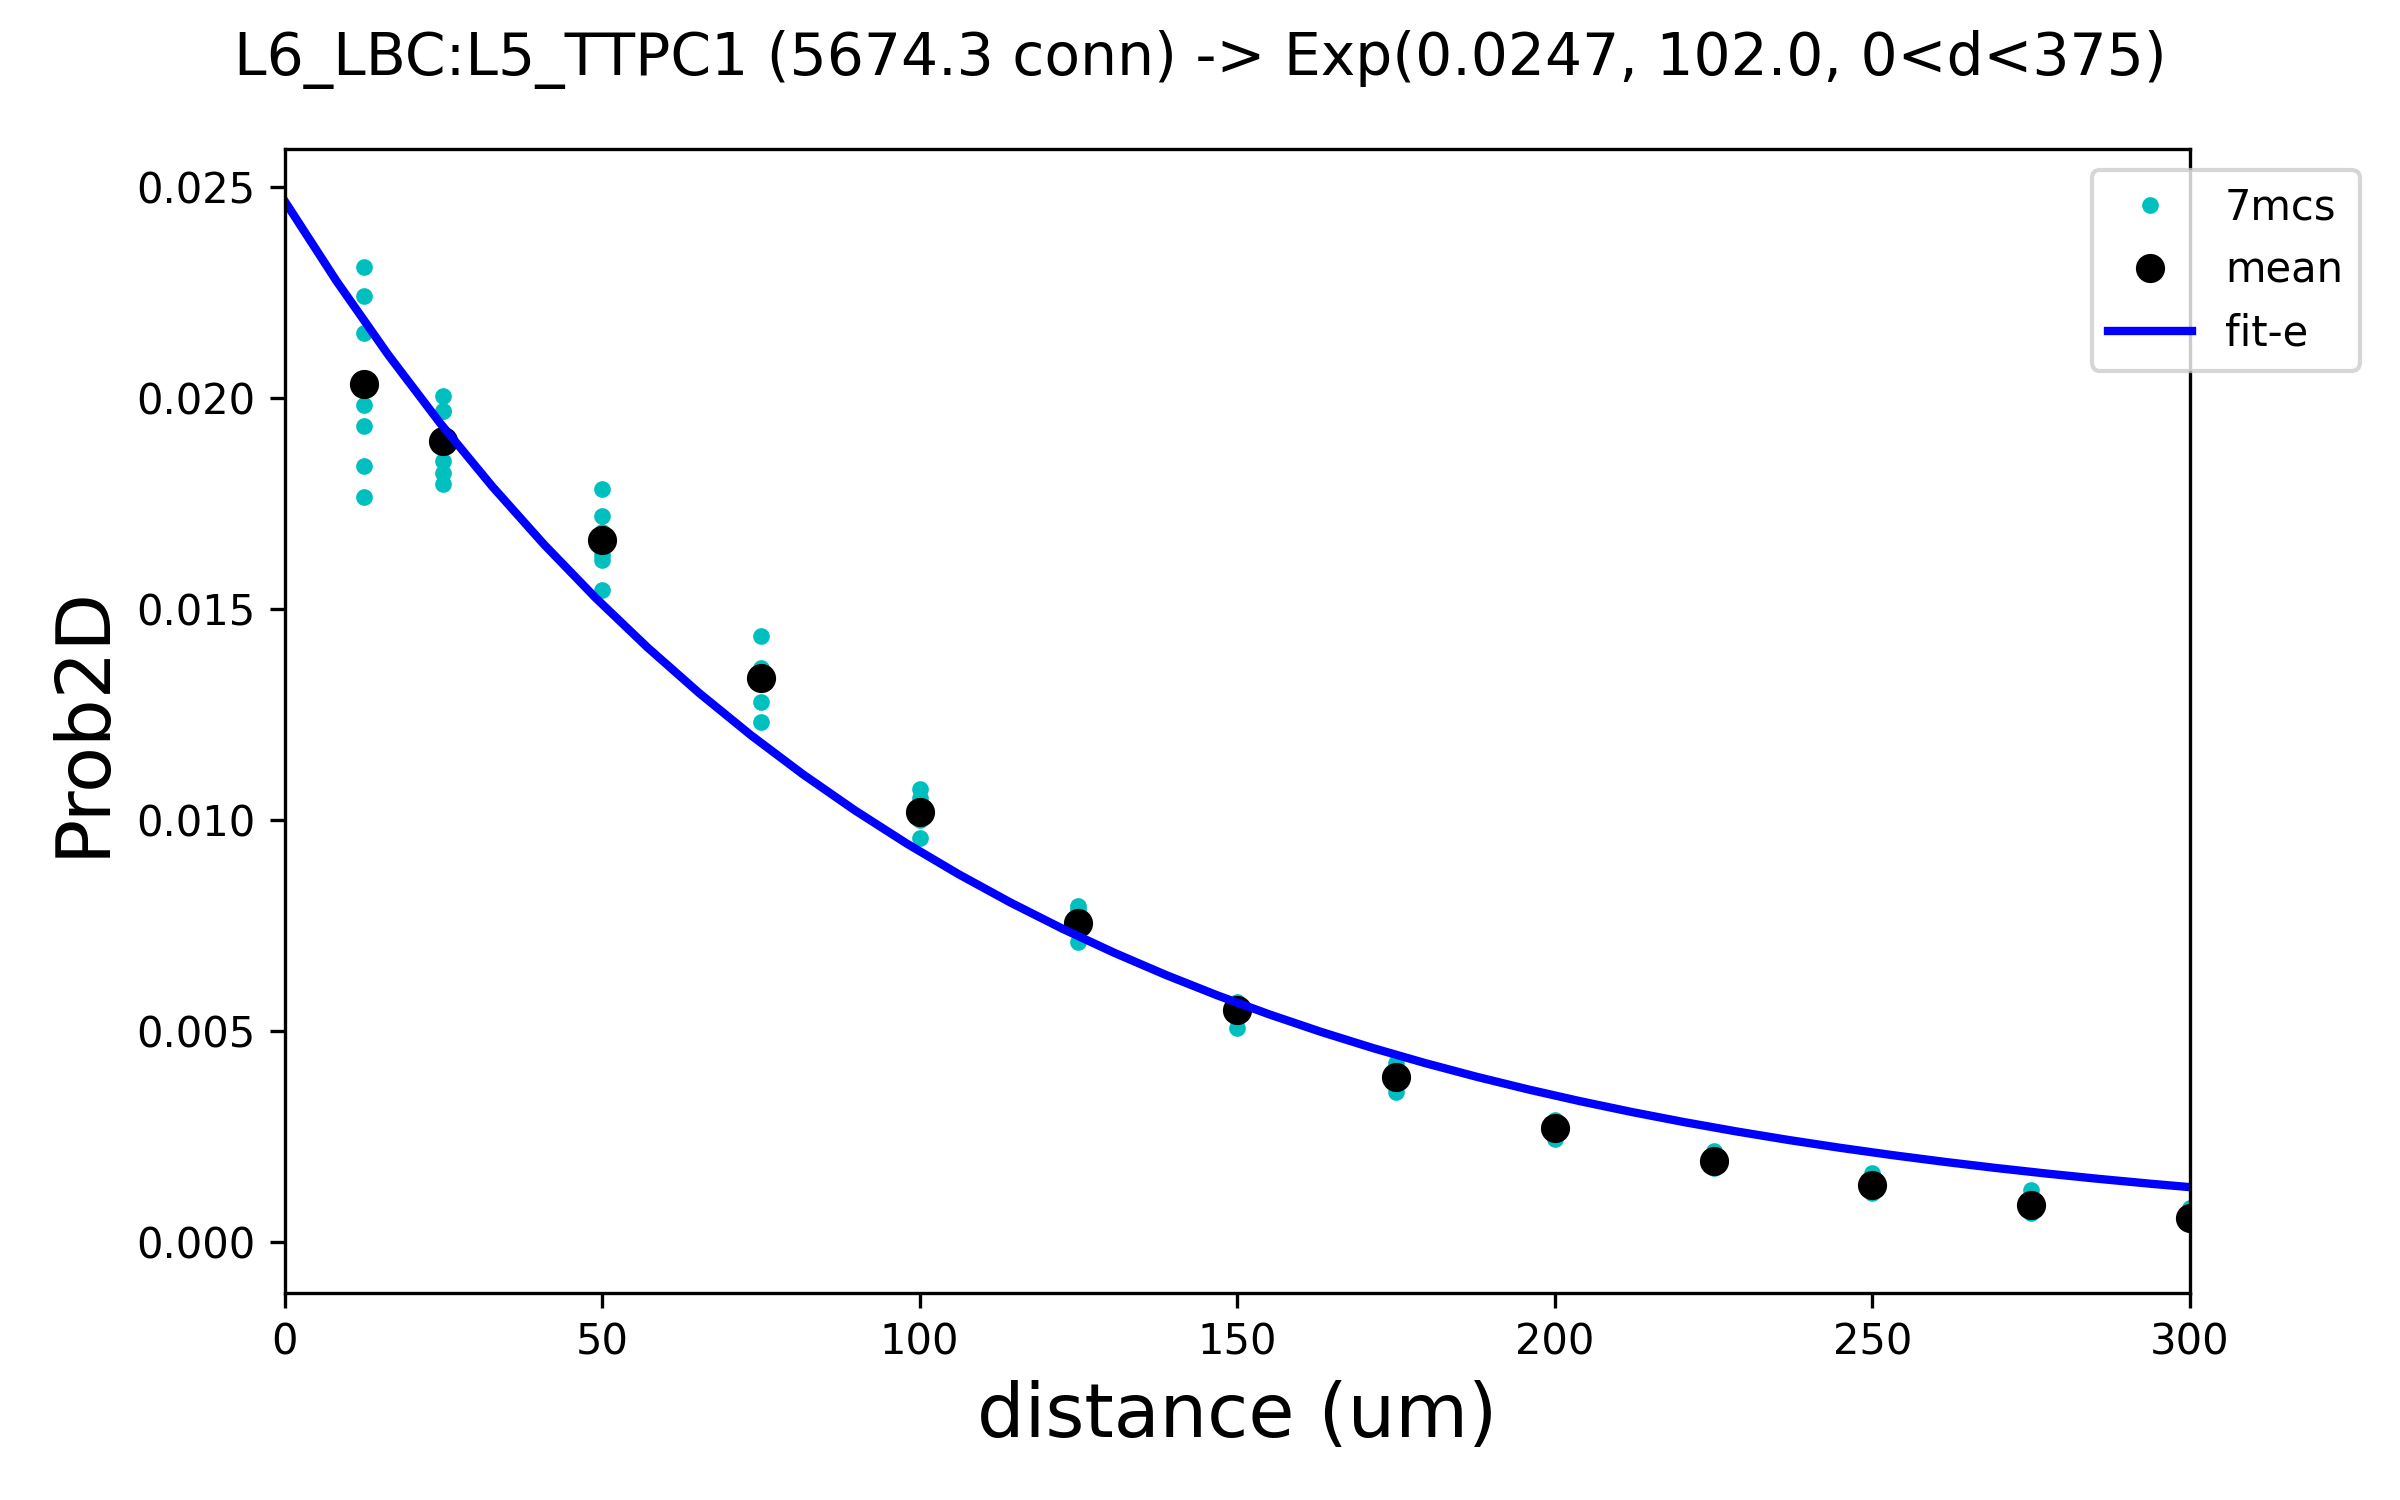 L6_LBC:L5_TTPC1 (5674.3 conn) -> Exp(0.0247, 102.0, 0<d<375)
7mcs
mean
fit-e
Prob2D
0.025
0.020
0.015
0.010
0.005
0.000
0 50 100 150 200 250 300
distance (um)